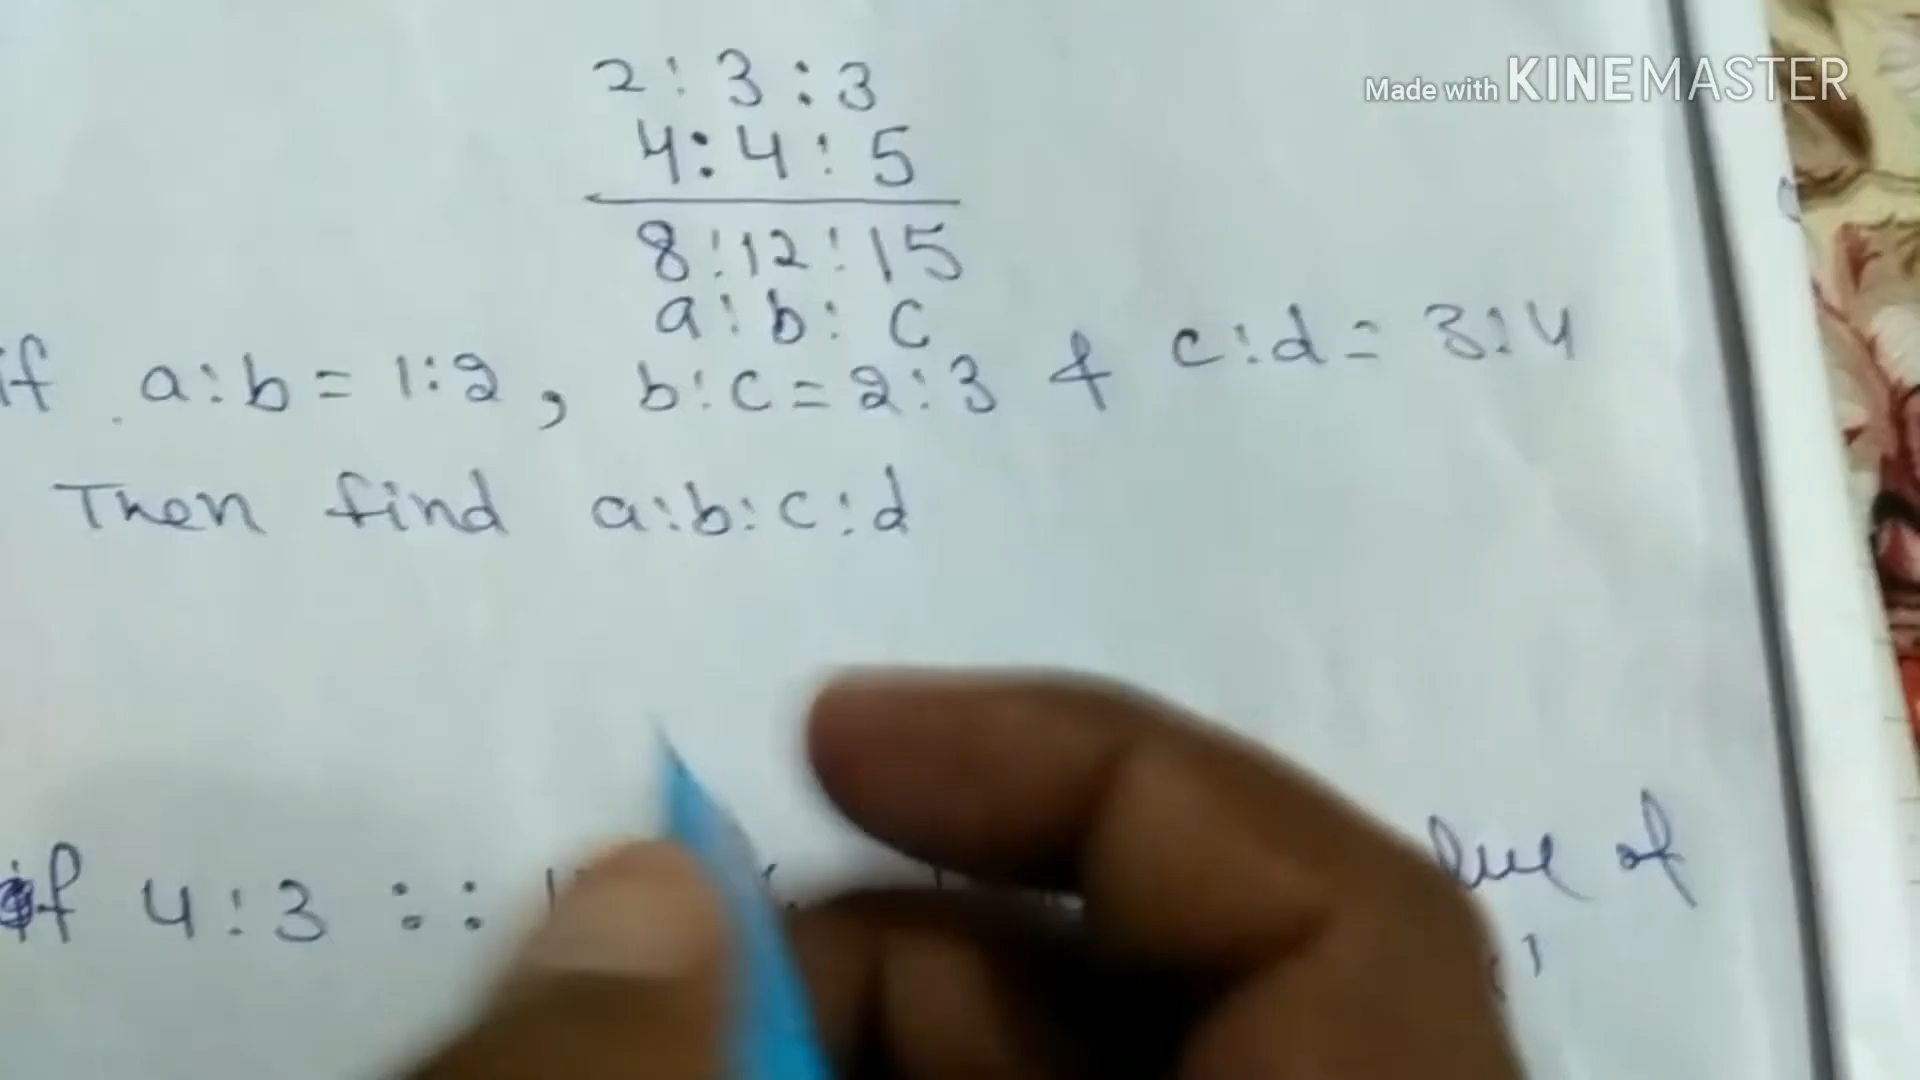 Made with KINEMASTER
2 : 3 : 3
4 : 4 : 5
8 : 12 : 15
a : b : c
if a : b = 1 : 2 , b : c = 2 : 3 & c : d = 3 : 4
Then find a : b : c : d
if 4 : 3 : : of